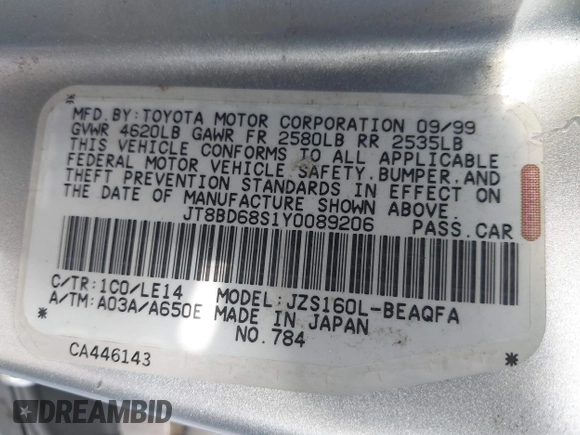 MFD.BY:TOYOTA MOTOR CORPORATION 09/99
GVWR 4620LB GAWR FR 2580LB RR 2535LB
THIS VEHICLE CONFORMS TO ALL APPLICABLE
FEDERAL MOTOR VEHICLE SAFETY.BUMPER.AND
THEFT PREVENTION STANDARDS IN EFFECT ON
THE DATE OF MANUFACTURE SHOWN ABOVE.
JT8BD68S1Y0089206 PASS.CAR
C/TR:1C0/LE14 MODEL:JZS160L-BEAQFA
A/TM:A03A/A650E MADE IN JAPAN
NO.784
CA446143
DREAMBID